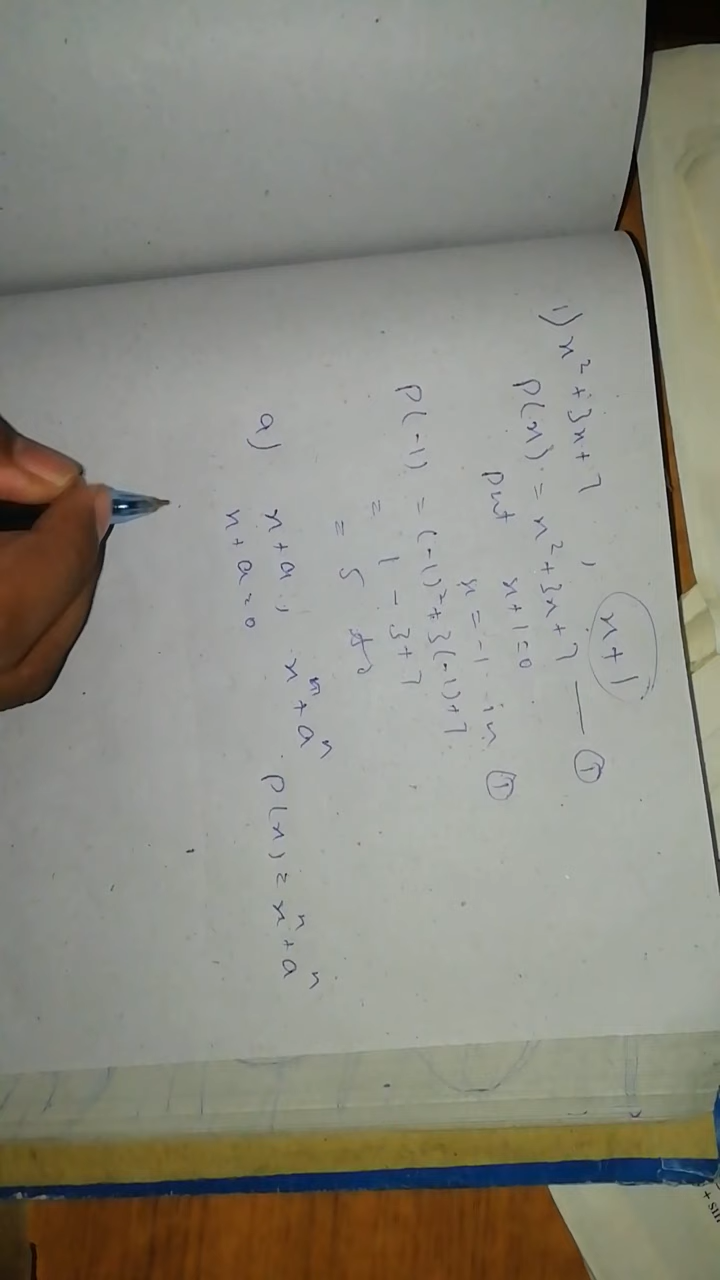 1) x² + 3x + 7 , x+1
P(x) = x² + 3x + 7 —— ①
put x+1=0
x = -1 in ①
P(-1) = (-1)² + 3(-1)+7
= 1 - 3 + 7
= 5
a) x+a, xⁿ + aⁿ P(x) = xⁿ + aⁿ
x+a=0